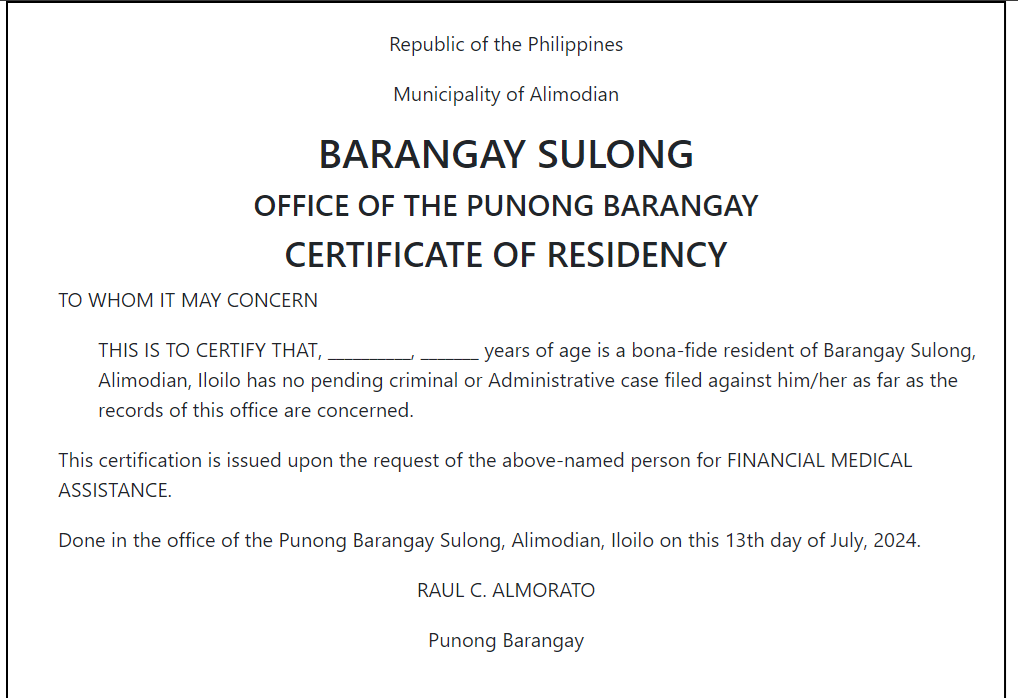 Republic of the Philippines
Municipality of Alimodian
BARANGAY SULONG
OFFICE OF THE PUNONG BARANGAY
CERTIFICATE OF RESIDENCY
TO WHOM IT MAY CONCERN
THIS IS TO CERTIFY THAT, __________, _______ years of age is a bona-fide resident of Barangay Sulong,
Alimodian, Iloilo has no pending criminal or Administrative case filed against him/her as far as the
records of this office are concerned.
This certification is issued upon the request of the above-named person for FINANCIAL MEDICAL
ASSISTANCE.
Done in the office of the Punong Barangay Sulong, Alimodian, Iloilo on this 13th day of July, 2024.
RAUL C. ALMORATO
Punong Barangay